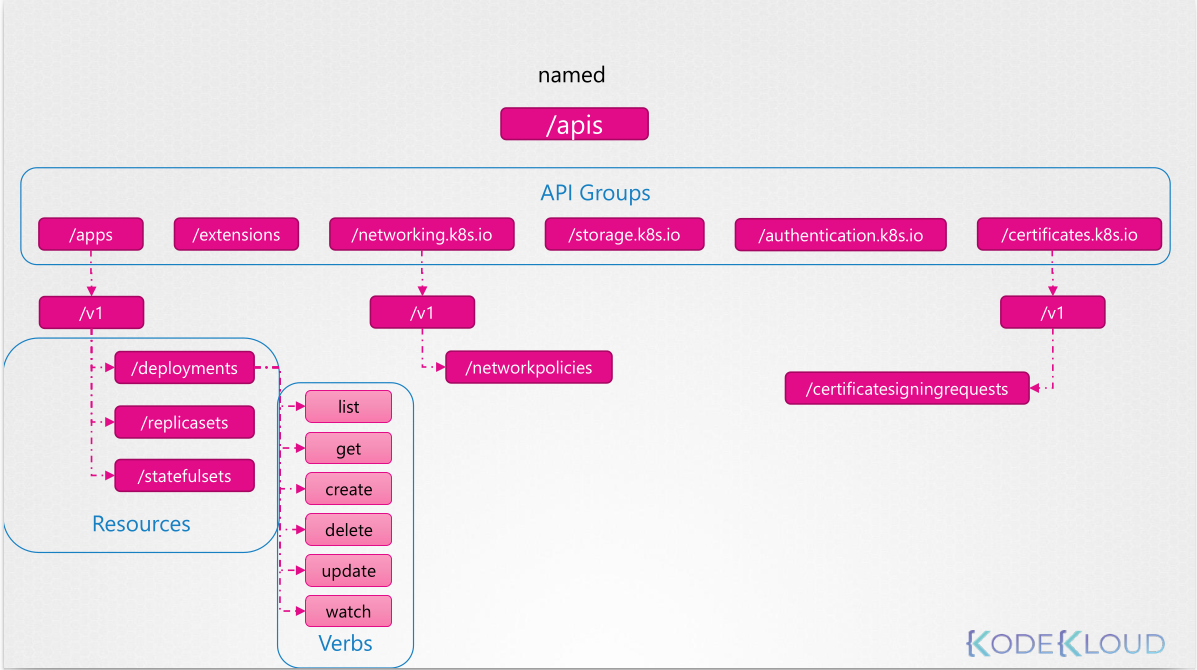 named
/apis
API Groups
/apps
/extensions
/networking.k8s.io
/storage.k8s.io
/authentication.k8s.io
/certificates.k8s.io
/v1
/v1
/v1
/deployments
/replicasets
/statefulsets
Resources
/networkpolicies
/certificatesigningrequests
list
get
create
delete
update
watch
Verbs
KODEKLOUD